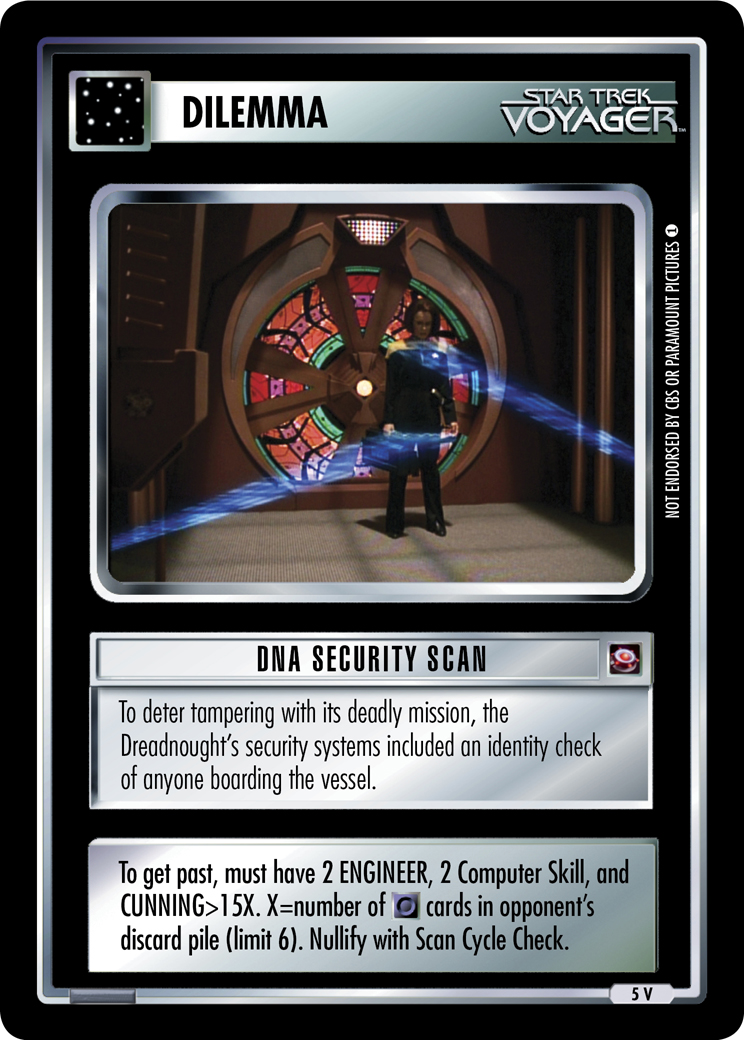 DILEMMA
STAR TREK
VOYAGER™
NOT ENDORSED BY CBS OR PARAMOUNT PICTURES 1
DNA SECURITY SCAN
To deter tampering with its deadly mission, the
Dreadnought's security systems included an identity check
of anyone boarding the vessel.
To get past, must have 2 ENGINEER, 2 Computer Skill, and
CUNNING>15X. X=number of cards in opponent's
discard pile (limit 6). Nullify with Scan Cycle Check.
5 V